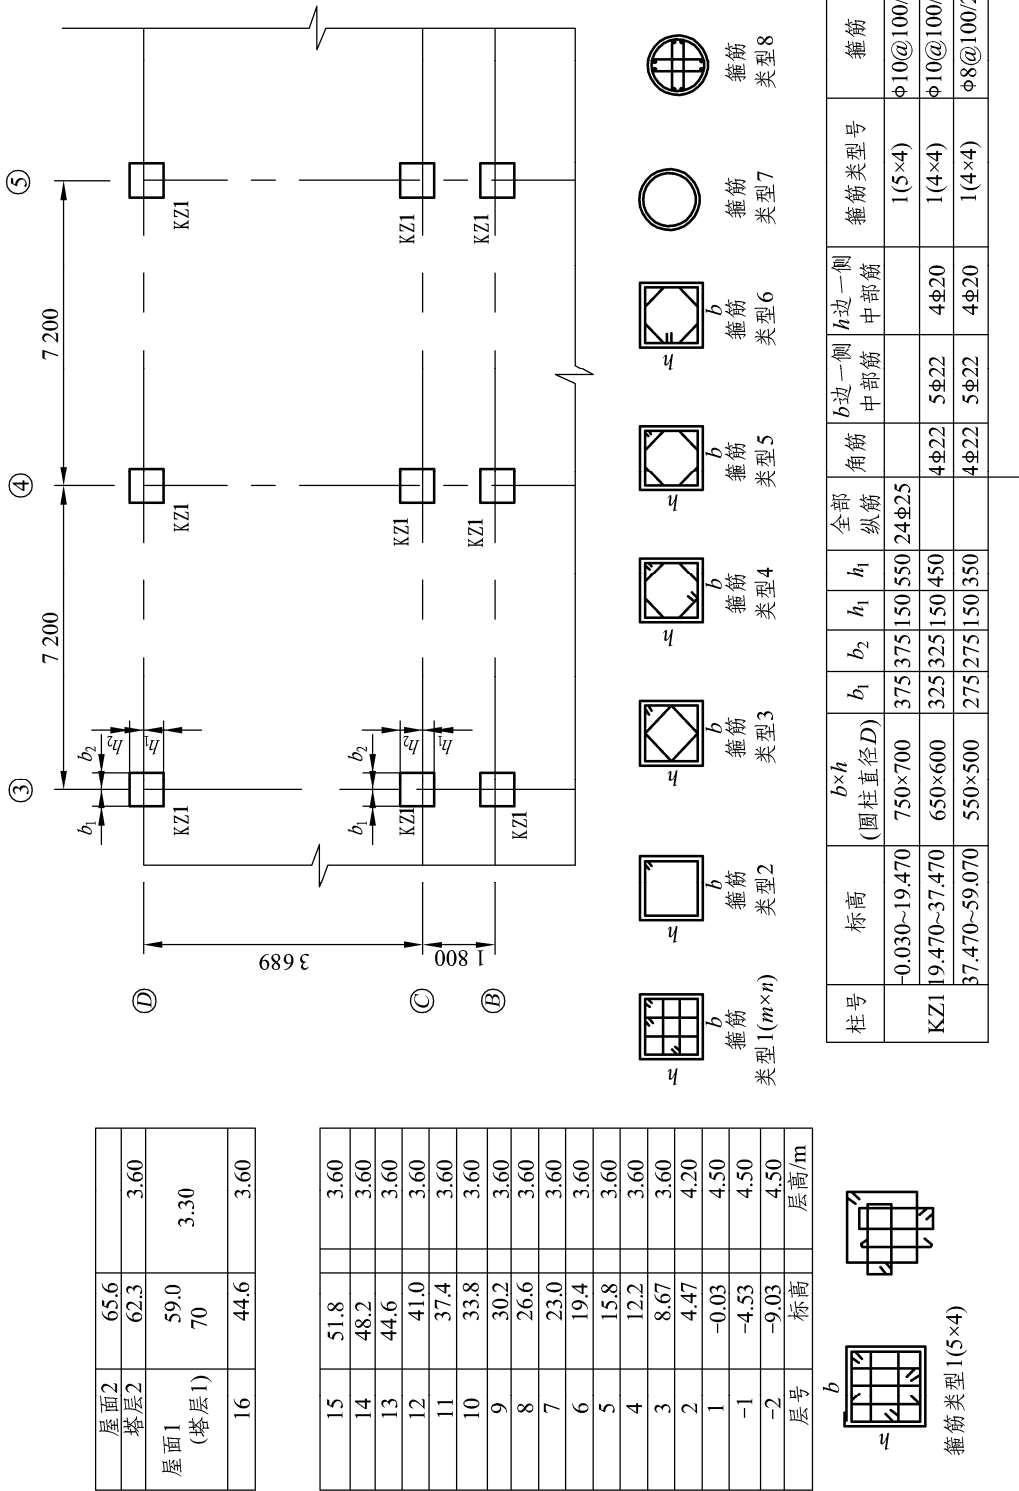 ③ ④ ⑤
7 200 7 200
b₁ b₂
h₂
h₁
KZ1 KZ1 KZ1
b₁ b₂
h₂
h₁
KZ1 KZ1 KZ1
KZ1 KZ1 KZ1
Ⓓ
3 689
Ⓒ
1 800
Ⓑ
屋面2 65.6
塔层2 62.3 3.60
屋面1
(塔层1) 59.0
70 3.30
16 44.6 3.60
15 51.8 3.60
14 48.2 3.60
13 44.6 3.60
12 41.0 3.60
11 37.4 3.60
10 33.8 3.60
9 30.2 3.60
8 26.6 3.60
7 23.0 3.60
6 19.4 3.60
5 15.8 3.60
4 12.2 3.60
3 8.67 3.60
2 4.47 4.20
1 -0.03 4.50
-1 -4.53 4.50
-2 -9.03 4.50
层号 标高 层高/m
h b
箍筋
类型1(m×n)
h b
箍筋
类型2
h b
箍筋
类型3
h b
箍筋
类型4
h b
箍筋
类型5
h b
箍筋
类型6
箍筋
类型7
箍筋
类型8
b
h
箍筋类型1(5×4)
柱号 标高 b×h
(圆柱直径D) b₁ b₂ h₁ h₁ 全部
纵筋 角筋 b边一侧
中部筋 h边一侧
中部筋 箍筋类型号 箍筋
KZ1
-0.030~19.470 750×700 375 375 150 550 24Φ25 1(5×4) ϕ10@100/
19.470~37.470 650×600 325 325 150 450 4Φ22 5Φ22 4Φ20 1(4×4) ϕ10@100/
37.470~59.070 550×500 275 275 150 350 4Φ22 5Φ22 4Φ20 1(4×4) ϕ8@100/2